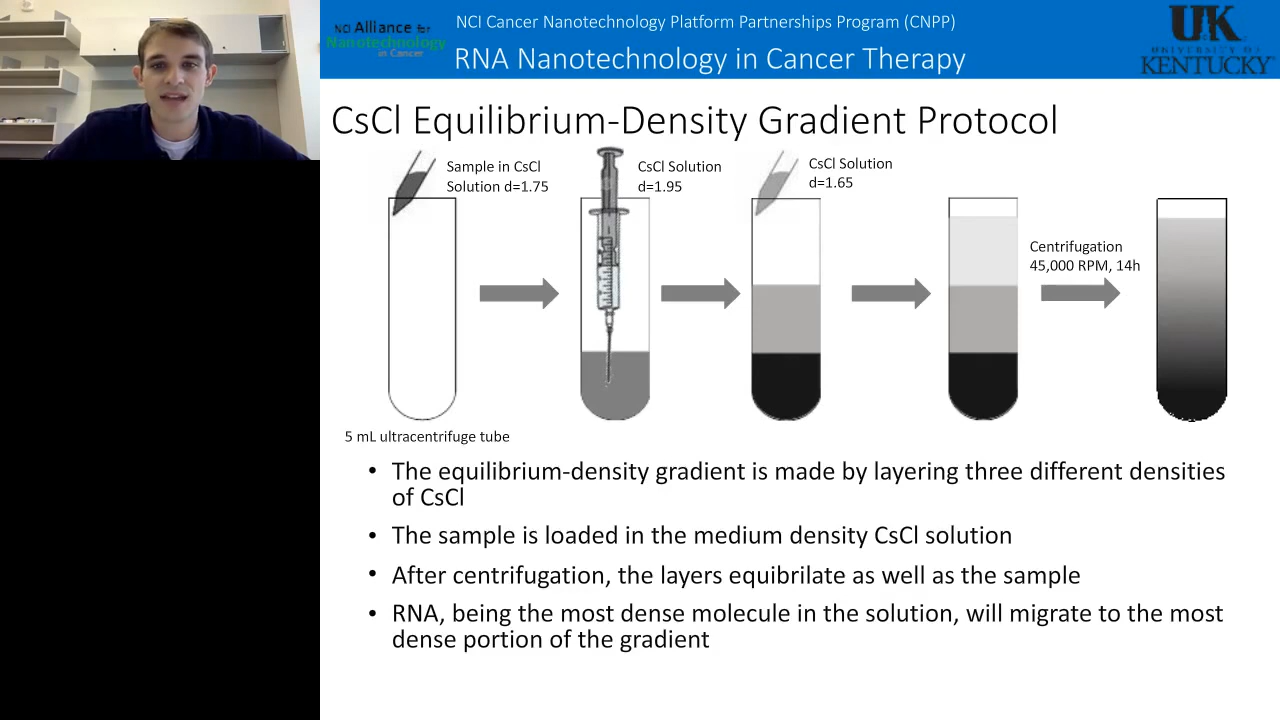 NCI Alliance for
Nanotechnology
in Cancer
NCI Cancer Nanotechnology Platform Partnerships Program (CNPP)
RNA Nanotechnology in Cancer Therapy
UK
UNIVERSITY OF
KENTUCKY
CsCl Equilibrium-Density Gradient Protocol
Sample in CsCl
Solution d=1.75
CsCl Solution
d=1.95
CsCl Solution
d=1.65
Centrifugation
45,000 RPM, 14h
5 mL ultracentrifuge tube
• The equilibrium-density gradient is made by layering three different densities
of CsCl
• The sample is loaded in the medium density CsCl solution
• After centrifugation, the layers equibrilate as well as the sample
• RNA, being the most dense molecule in the solution, will migrate to the most
dense portion of the gradient